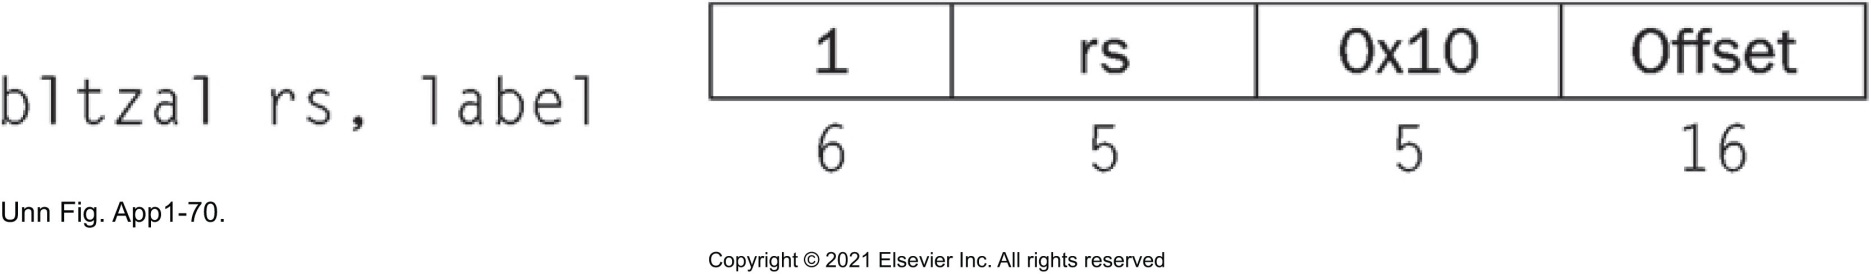 bltzal rs, label
1 rs 0x10 Offset
6 5 5 16
Unn Fig. App1-70.
Copyright © 2021 Elsevier Inc. All rights reserved